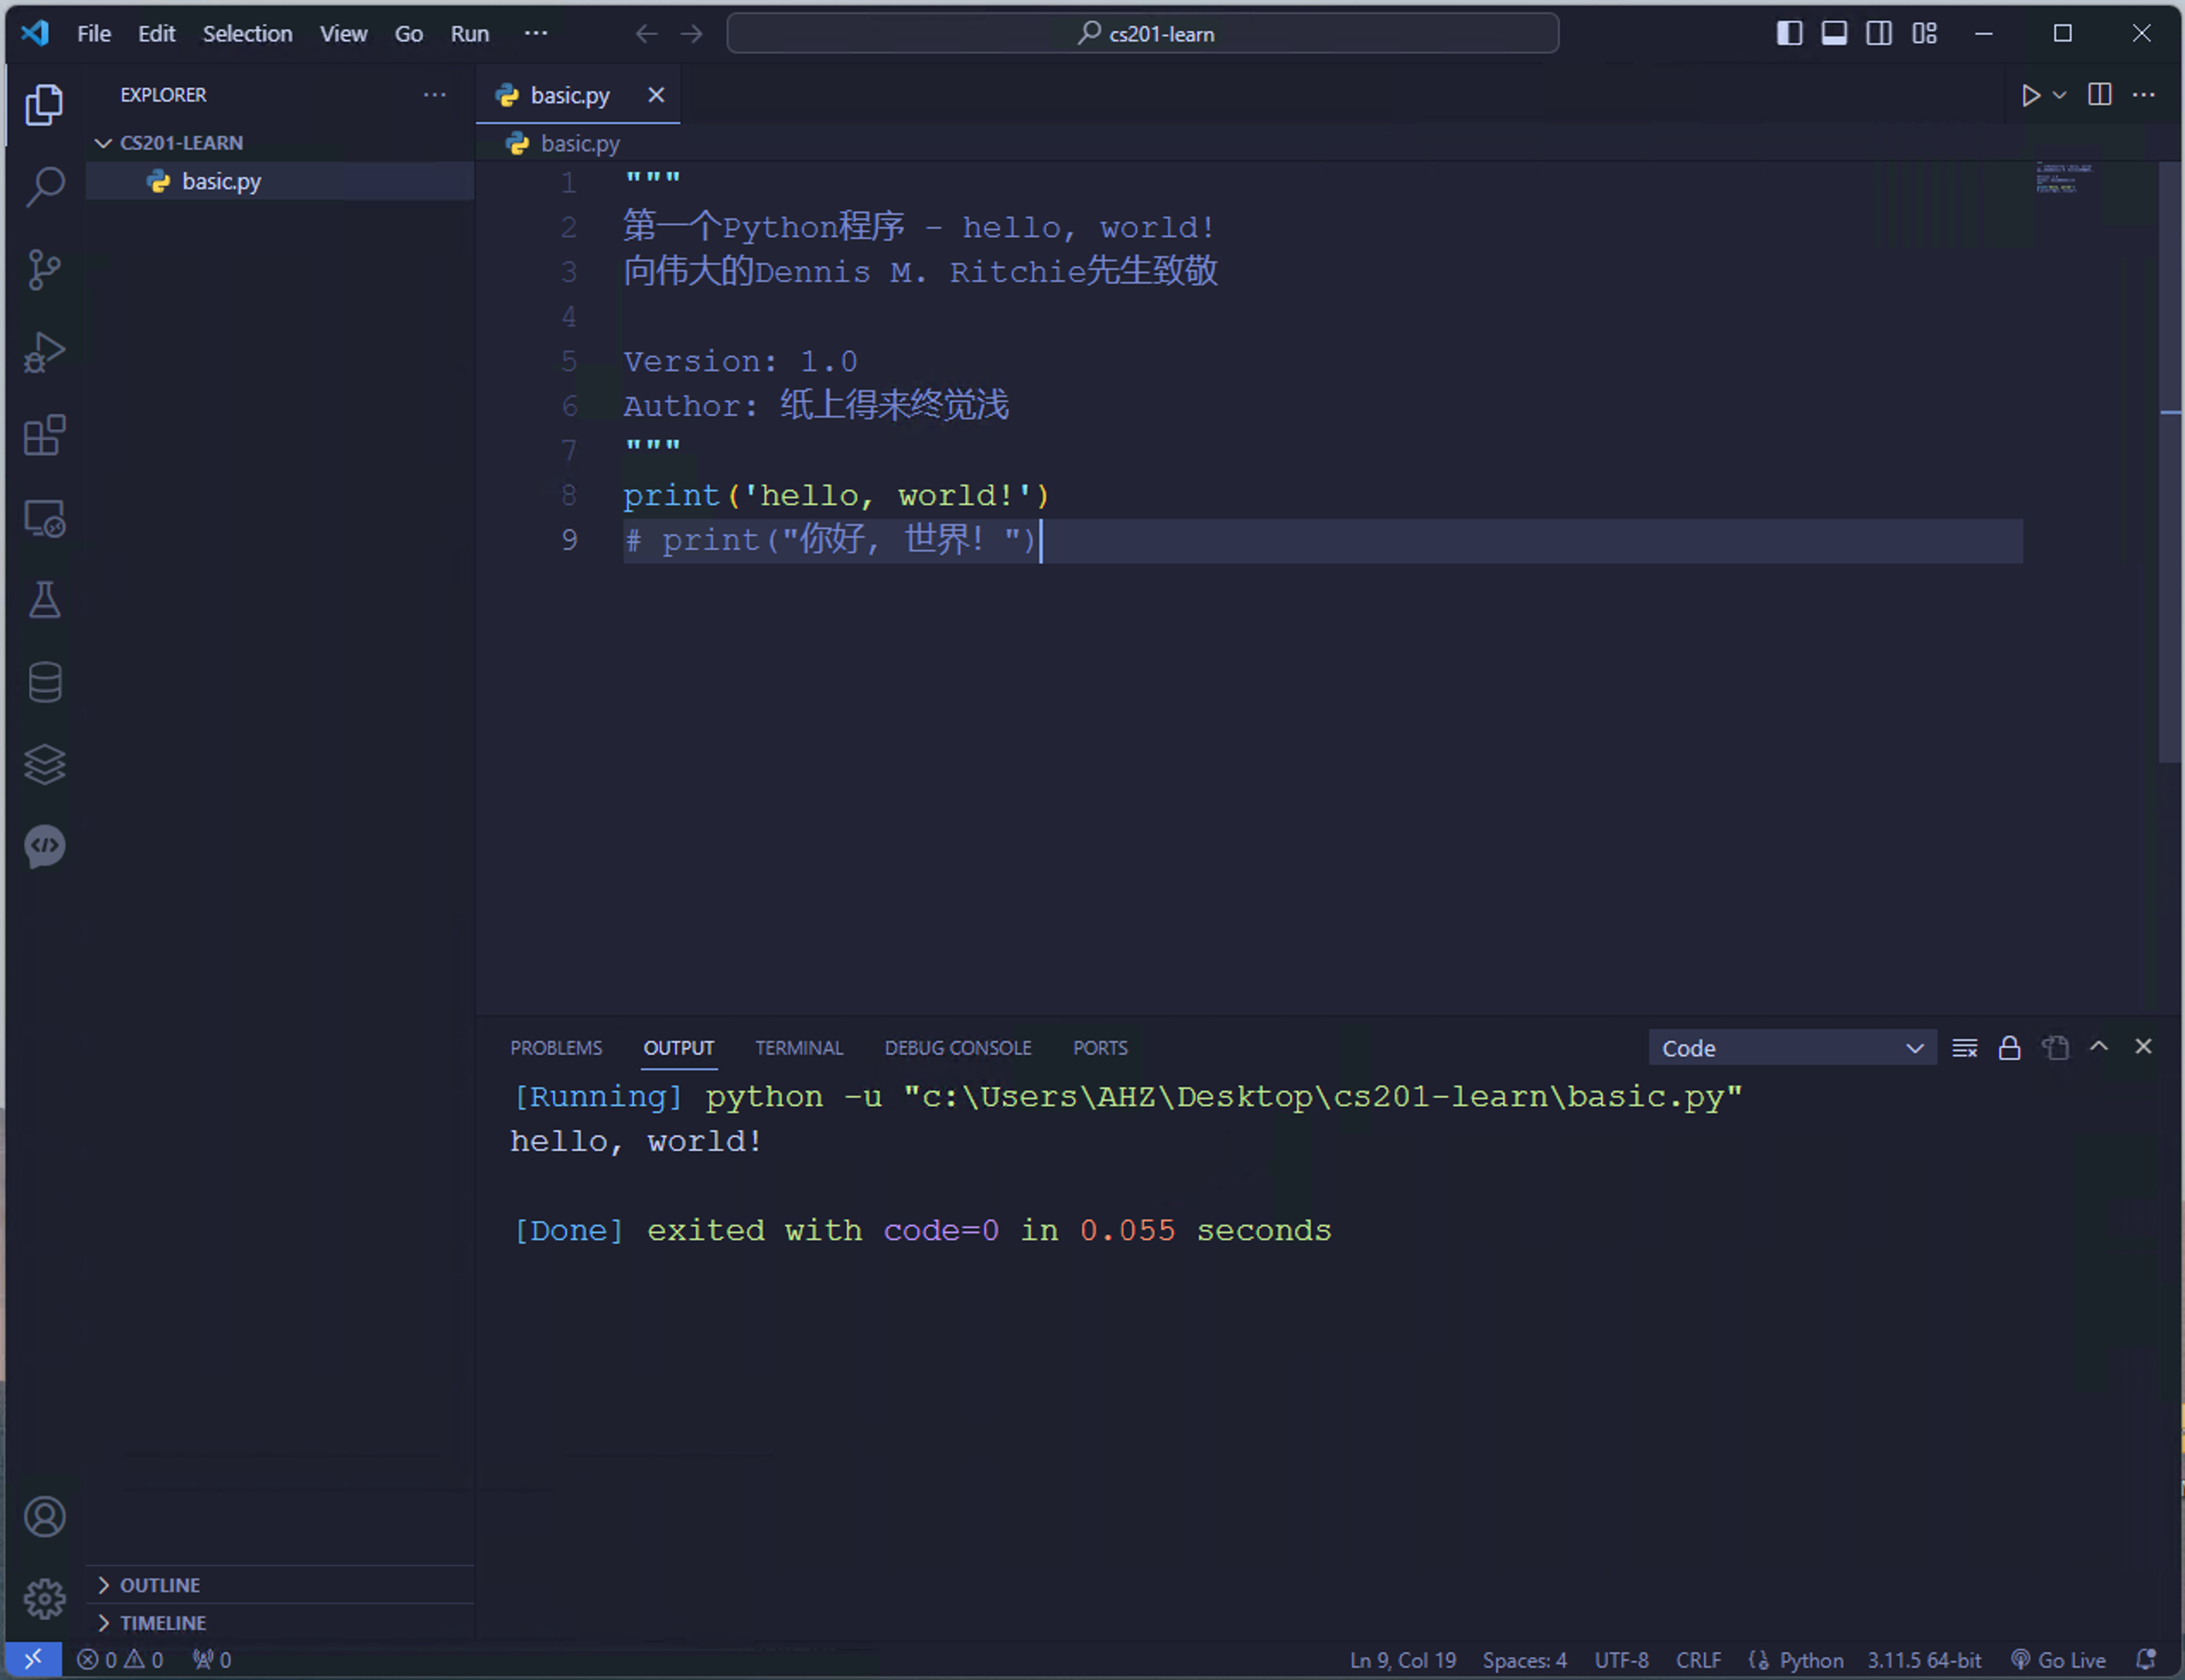 File Edit Selection View Go Run ···
cs201-learn
EXPLORER
CS201-LEARN
basic.py
basic.py
basic.py
1 """
2 第一个Python程序 - hello, world!
3 向伟大的Dennis M. Ritchie先生致敬
4
5 Version: 1.0
6 Author: 纸上得来终觉浅
7 """
8 print('hello, world!')
9 # print("你好, 世界! ")
PROBLEMS OUTPUT TERMINAL DEBUG CONSOLE PORTS
Code
[Running] python -u "c:\Users\AHZ\Desktop\cs201-learn\basic.py"
hello, world!
[Done] exited with code=0 in 0.055 seconds
OUTLINE
TIMELINE
0 0 0 Ln 9, Col 19 Spaces: 4 UTF-8 CRLF Python 3.11.5 64-bit Go Live